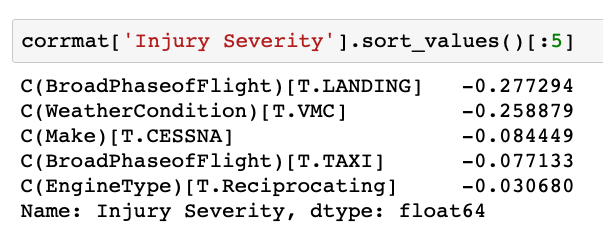 corrmat['Injury Severity'].sort_values()[:5]
C(BroadPhaseofFlight)[T.LANDING]   -0.277294
C(WeatherCondition)[T.VMC]         -0.258879
C(Make)[T.CESSNA]                  -0.084449
C(BroadPhaseofFlight)[T.TAXI]      -0.077133
C(EngineType)[T.Reciprocating]     -0.030680
Name: Injury Severity, dtype: float64